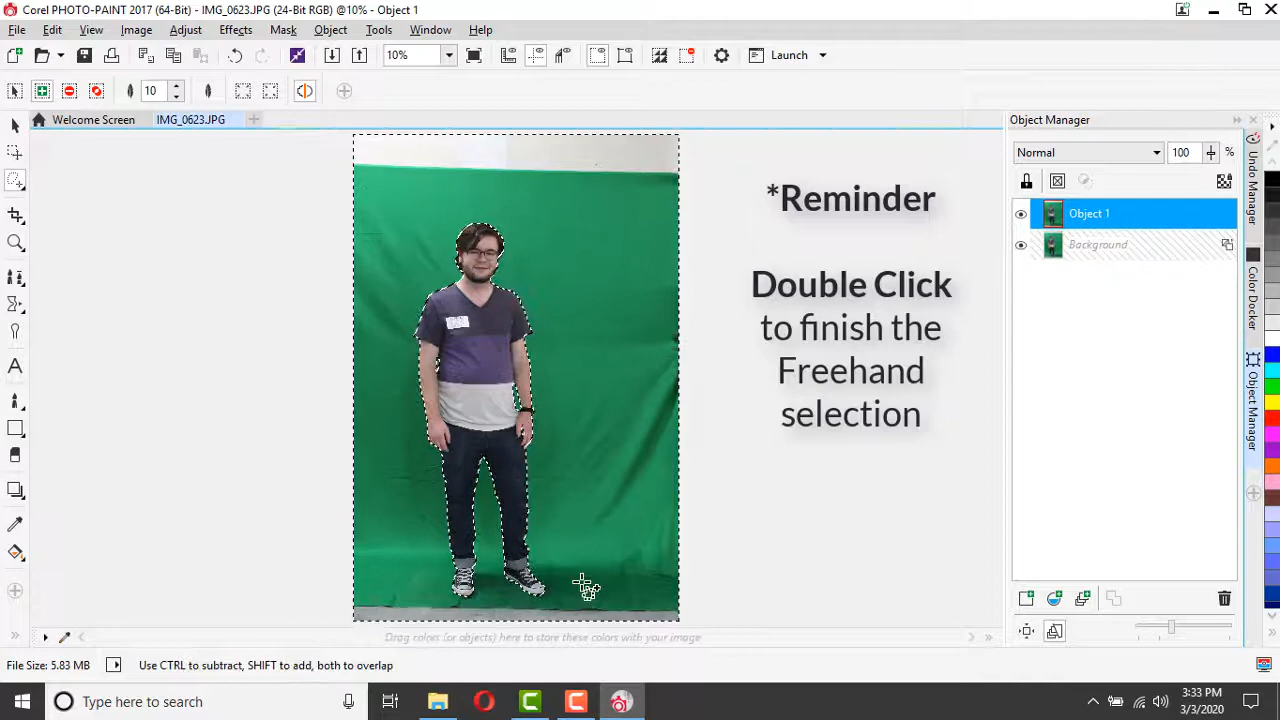 Corel PHOTO-PAINT 2017 (64-Bit) - IMG_0623.JPG (24-Bit RGB) @10% - Object 1
File Edit View Image Adjust Effects Mask Object Tools Window Help
10% Launch
10
Welcome Screen IMG_0623.JPG Object Manager
Normal 100 %
Undo Manager
Object 1
Background
Color Docker
Object Manager
*Reminder
Double Click
to finish the
Freehand
selection
Drag colors (or objects) here to store these colors with your image
File Size: 5.83 MB Use CTRL to subtract, SHIFT to add, both to overlap
Type here to search
3:33 PM
3/3/2020